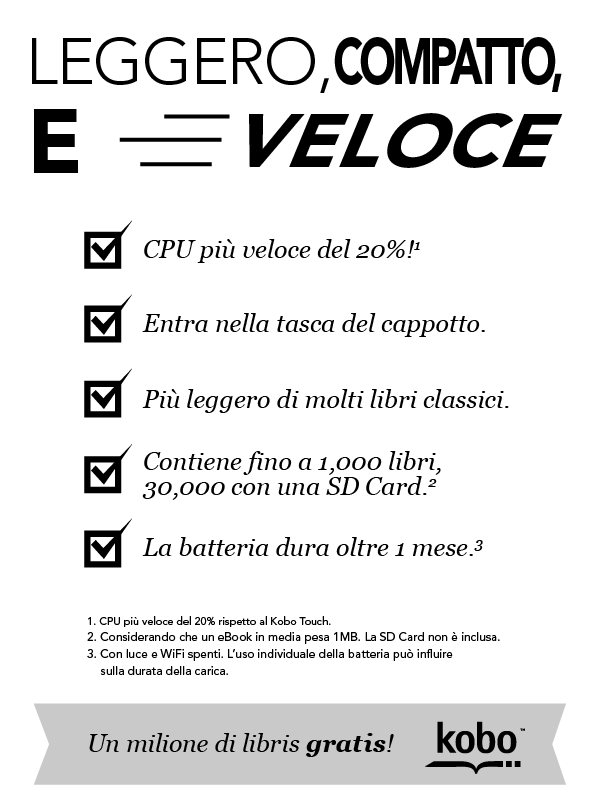 LEGGERO, COMPATTO,
E VELOCE
CPU più veloce del 20%!¹
Entra nella tasca del cappotto.
Più leggero di molti libri classici.
Contiene fino a 1,000 libri,
30,000 con una SD Card.²
La batteria dura oltre 1 mese.³
1. CPU più veloce del 20% rispetto al Kobo Touch.
2. Considerando che un eBook in media pesa 1MB. La SD Card non è inclusa.
3. Con luce e WiFi spenti. L’uso individuale della batteria può influire
sulla durata della carica.
Un milione di libris gratis!
kobo™